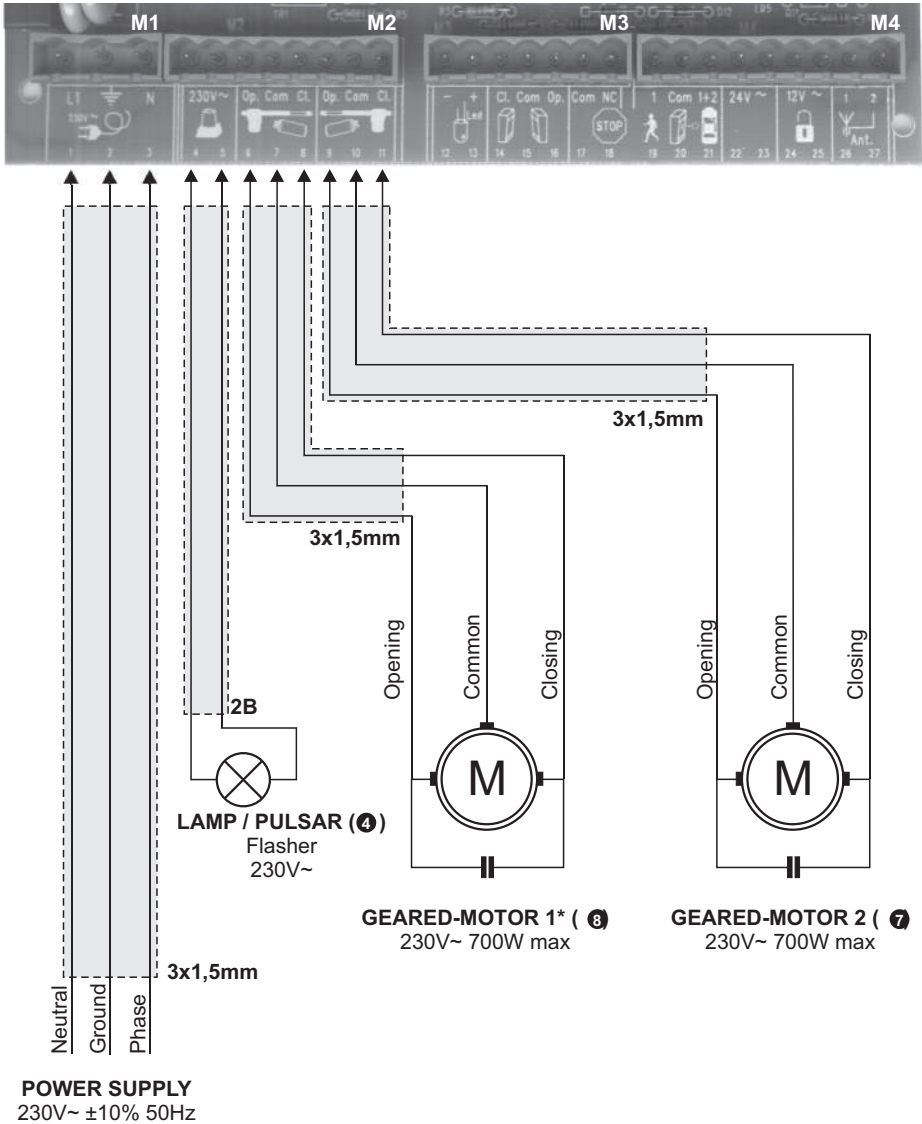 M1 M2 M3 M4
L1 N 230V~ Op. Com Cl. Op. Com Cl. - + Cl. Com Op. Com NC 1 Com 1+2 24V~ 12V~ 1 2
230V~ Led STOP Ant.
1 2 3 4 5 6 7 8 9 10 11 12 13 14 15 16 17 18 19 20 21 22 23 24 25 26 27
3x1,5mm
3x1,5mm
Opening
Common
Closing
Opening
Common
Closing
2B
M
M
LAMP / PULSAR (4)
Flasher
230V~
GEARED-MOTOR 1* ( 8)
230V~ 700W max
GEARED-MOTOR 2 ( 7)
230V~ 700W max
3x1,5mm
Neutral
Ground
Phase
POWER SUPPLY
230V~ ±10% 50Hz